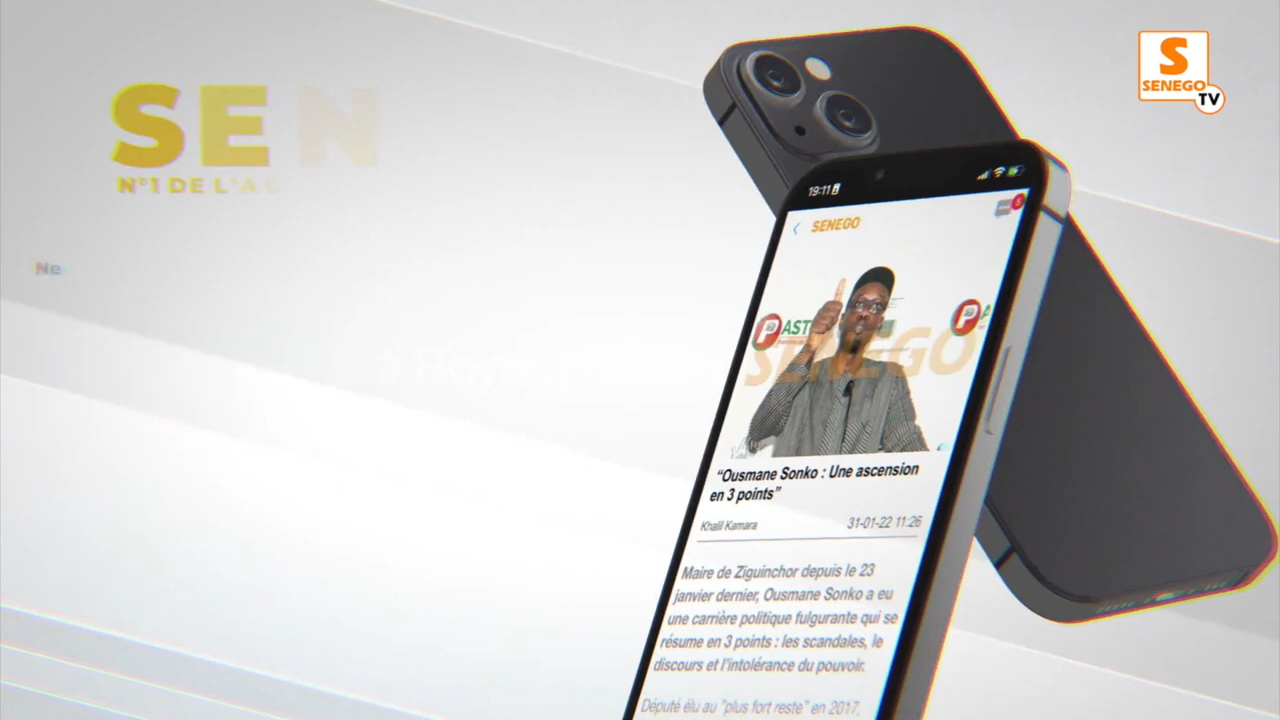 SEN
N°1 DE L'A
Ne
S
SENEGO
TV
19:11
SENEGO
PAST
P A
SENEGO
“Ousmane Sonko : Une ascension
en 3 points”
Khalil Kamara
31-01-22 11:26
Maire de Ziguinchor depuis le 23
janvier dernier, Ousmane Sonko a eu
une carrière politique fulgurante qui se
résume en 3 points : les scandales, le
discours et l'intolérance du pouvoir.
Député élu au "plus fort reste" en 2017,